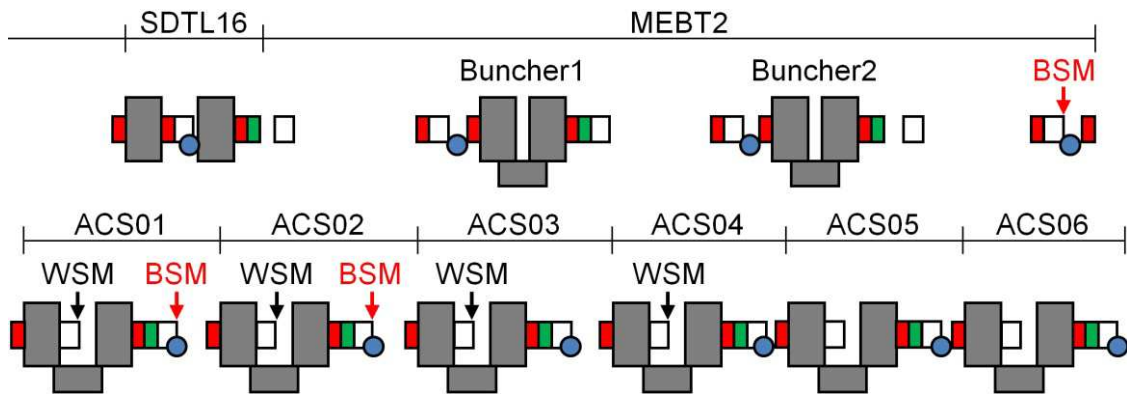 SDTL16 MEBT2
Buncher1 Buncher2 BSM
ACS01 ACS02 ACS03 ACS04 ACS05 ACS06
WSM BSM WSM BSM WSM WSM